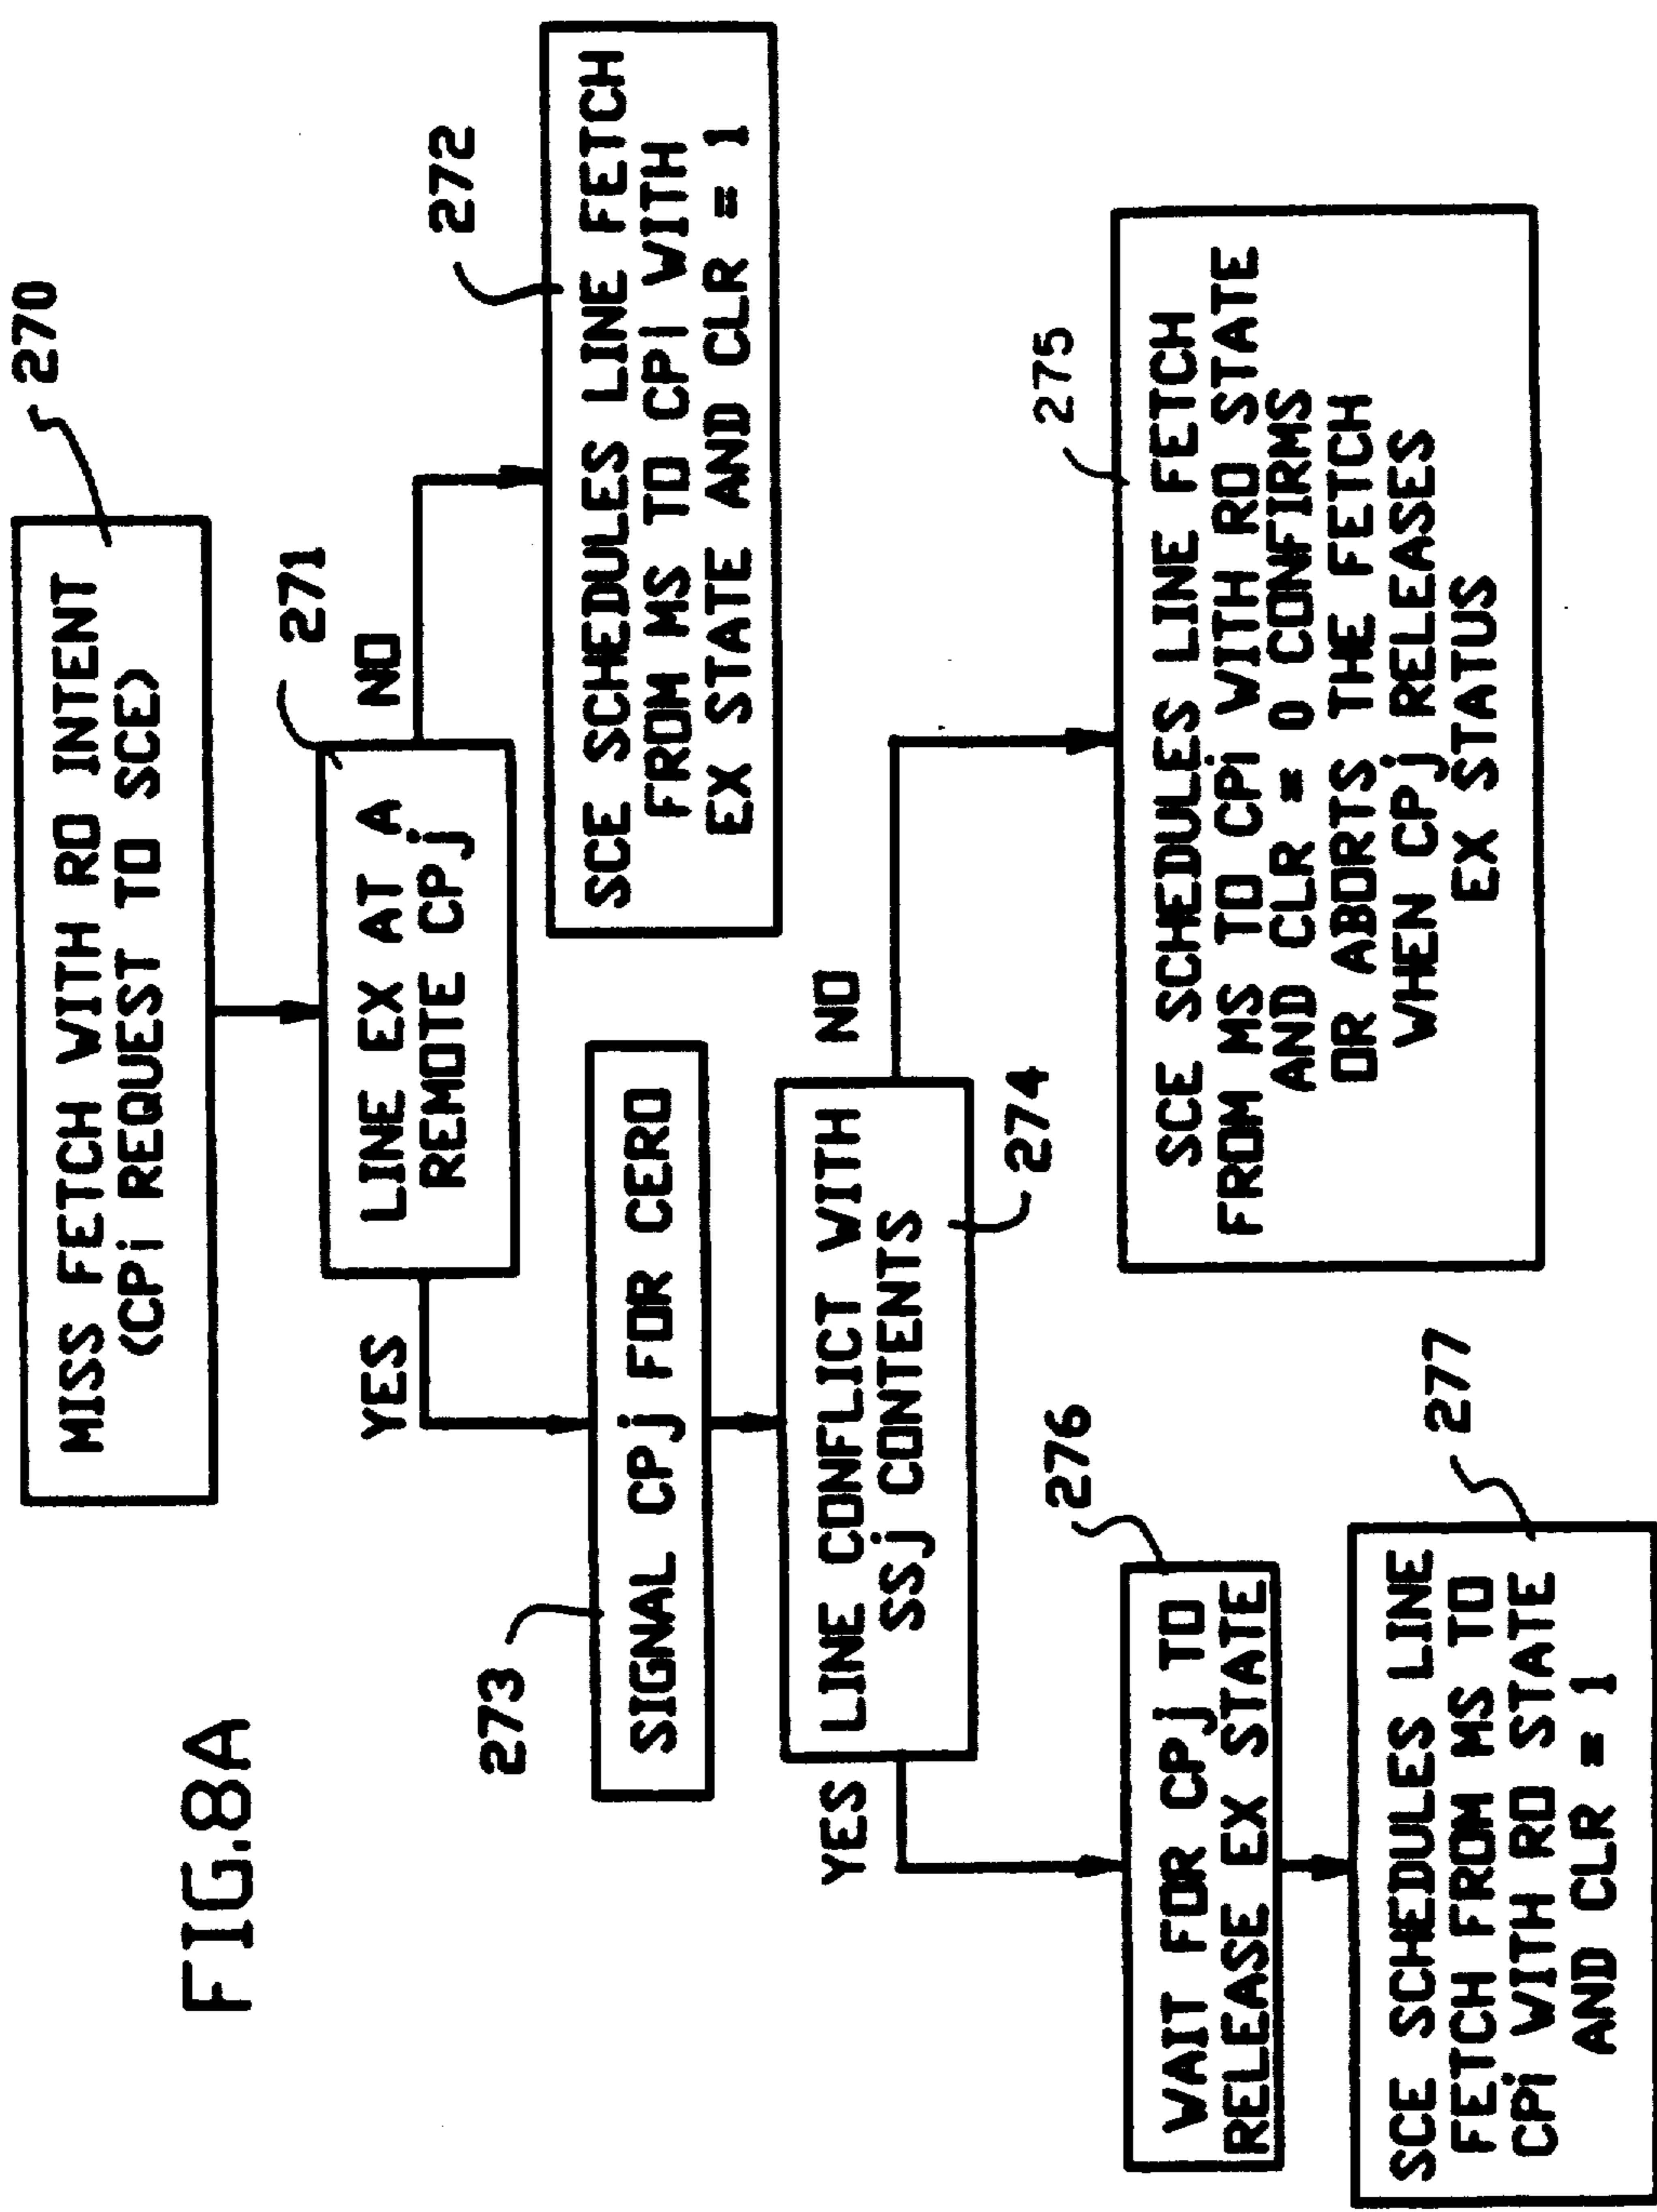 FIG.8A
270
MISS FETCH WITH RO INTENT
(CPi REQUEST TO SCE)
271
LINE EX AT A
REMOTE CPj
NO
YES
272
SCE SCHEDULES LINE FETCH
FROM MS TO CPi WITH
EX STATE AND CLR = 1
273
SIGNAL CPj FOR CERO
LINE CONFLICT WITH
SSj CONTENTS
274
NO
YES
275
SCE SCHEDULES LINE FETCH
FROM MS TO CPi WITH RO STATE
AND CLR = 0 CONFIRMS
OR ABORTS THE FETCH
WHEN CPj RELEASES
EX STATUS
276
WAIT FOR CPj TO
RELEASE EX STATE
277
SCE SCHEDULES LINE
FETCH FROM MS TO
CPi WITH RO STATE
AND CLR = 1